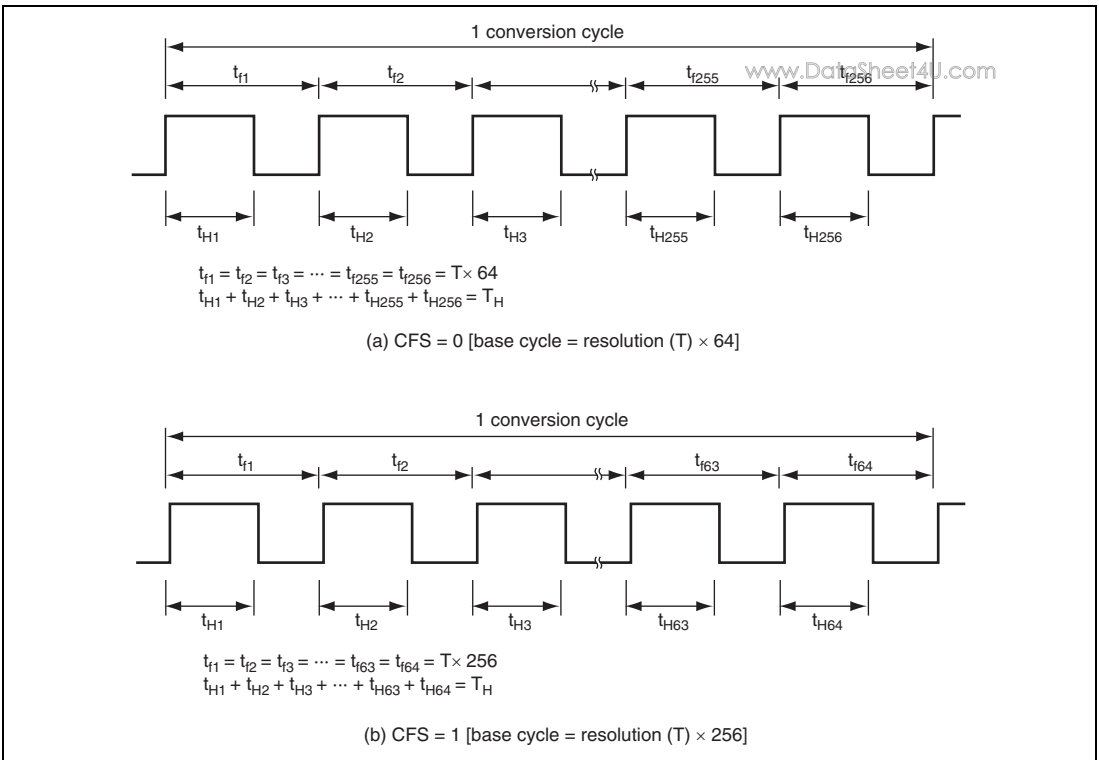 1 conversion cycle
www.DataSheet4U.com
tf1 tf2 tf255 tf256
tH1 tH2 tH3 tH255 tH256
tf1 = tf2 = tf3 = ··· = tf255 = tf256 = T× 64
tH1 + tH2 + tH3 + ··· + tH255 + tH256 = TH
(a) CFS = 0 [base cycle = resolution (T) × 64]
1 conversion cycle
tf1 tf2 tf63 tf64
tH1 tH2 tH3 tH63 tH64
tf1 = tf2 = tf3 = ··· = tf63 = tf64 = T× 256
tH1 + tH2 + tH3 + ··· + tH63 + tH64 = TH
(b) CFS = 1 [base cycle = resolution (T) × 256]